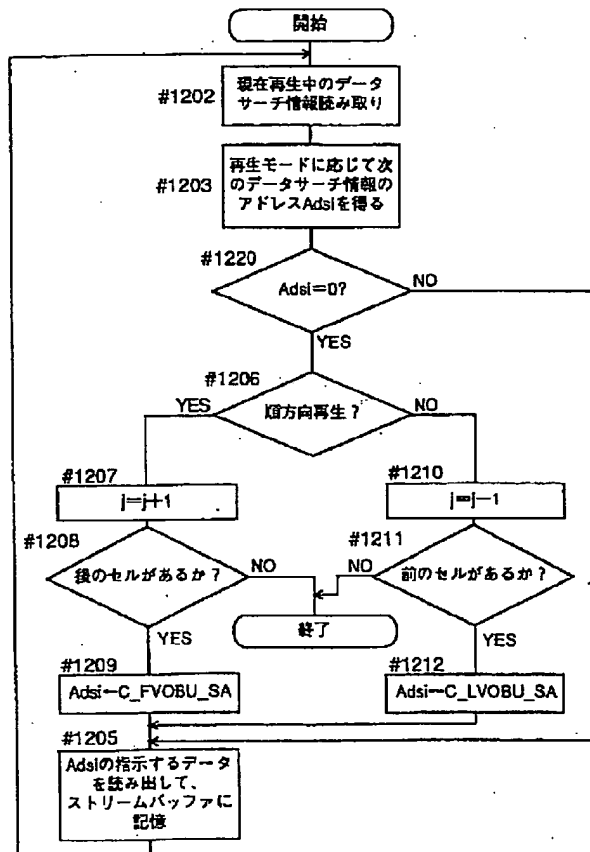 開始
#1202
現在再生中のデータ
サーチ情報読み取り
#1203
再生モードに応じて次
のデータサーチ情報の
アドレスAdsiを得る
#1220
Adsi=0?
NO
YES
#1206
順方向再生？
YES
NO
#1207
j=j+1
#1210
j=j-1
#1208
後のセルがあるか？
NO
YES
#1211
前のセルがあるか？
NO
YES
終了
#1209
Adsi←C_FVOBU_SA
#1212
Adsi←C_LVOBU_SA
#1205
Adsiの指示するデータ
を読み出して、
ストリームバッファに
記憶